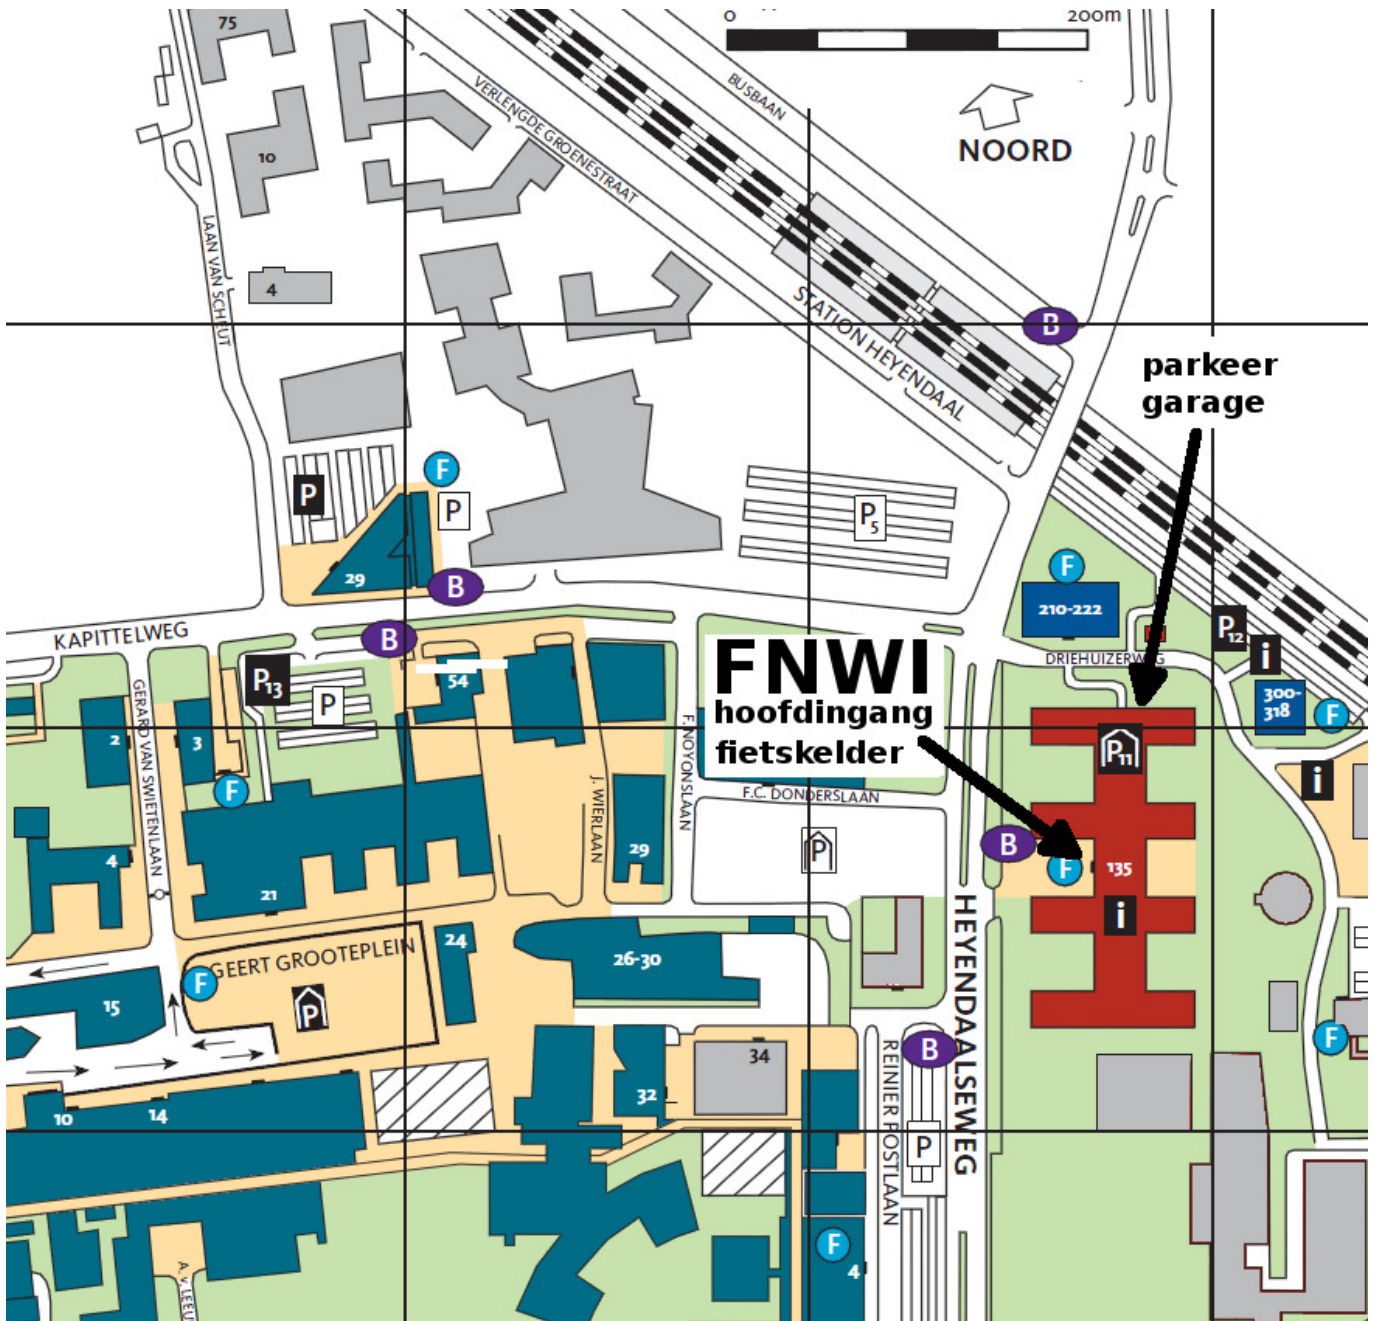 75
0
200m
BUSBAAN
VERLENGDE GROENESTRAAT
NOORD
10
LAAN VAN SCHEUT
4
STATION HEYENDAAL
B
parkeer
garage
F
P
P
P5
29
B
F
210-222
KAPITTELWEG
B
P12
i
FNWI
hoofdingang
fietskelder
DRIEHUIZERWEG
P13
P
54
300-
318
F
GERARD VAN SWIETENLAAN
2
3
F. NOYONSLAAN
P11
i
F
J. WIERLAAN
F.C. DONDERSLAAN
4
29
P
B
F
135
21
HEYENDAALSEWEG
i
24
GEERT GROOTEPLEIN
26-30
F
15
P
34
REINIER POSTLAAN
B
F
10
14
32
P
F
4
A. V. LEEU